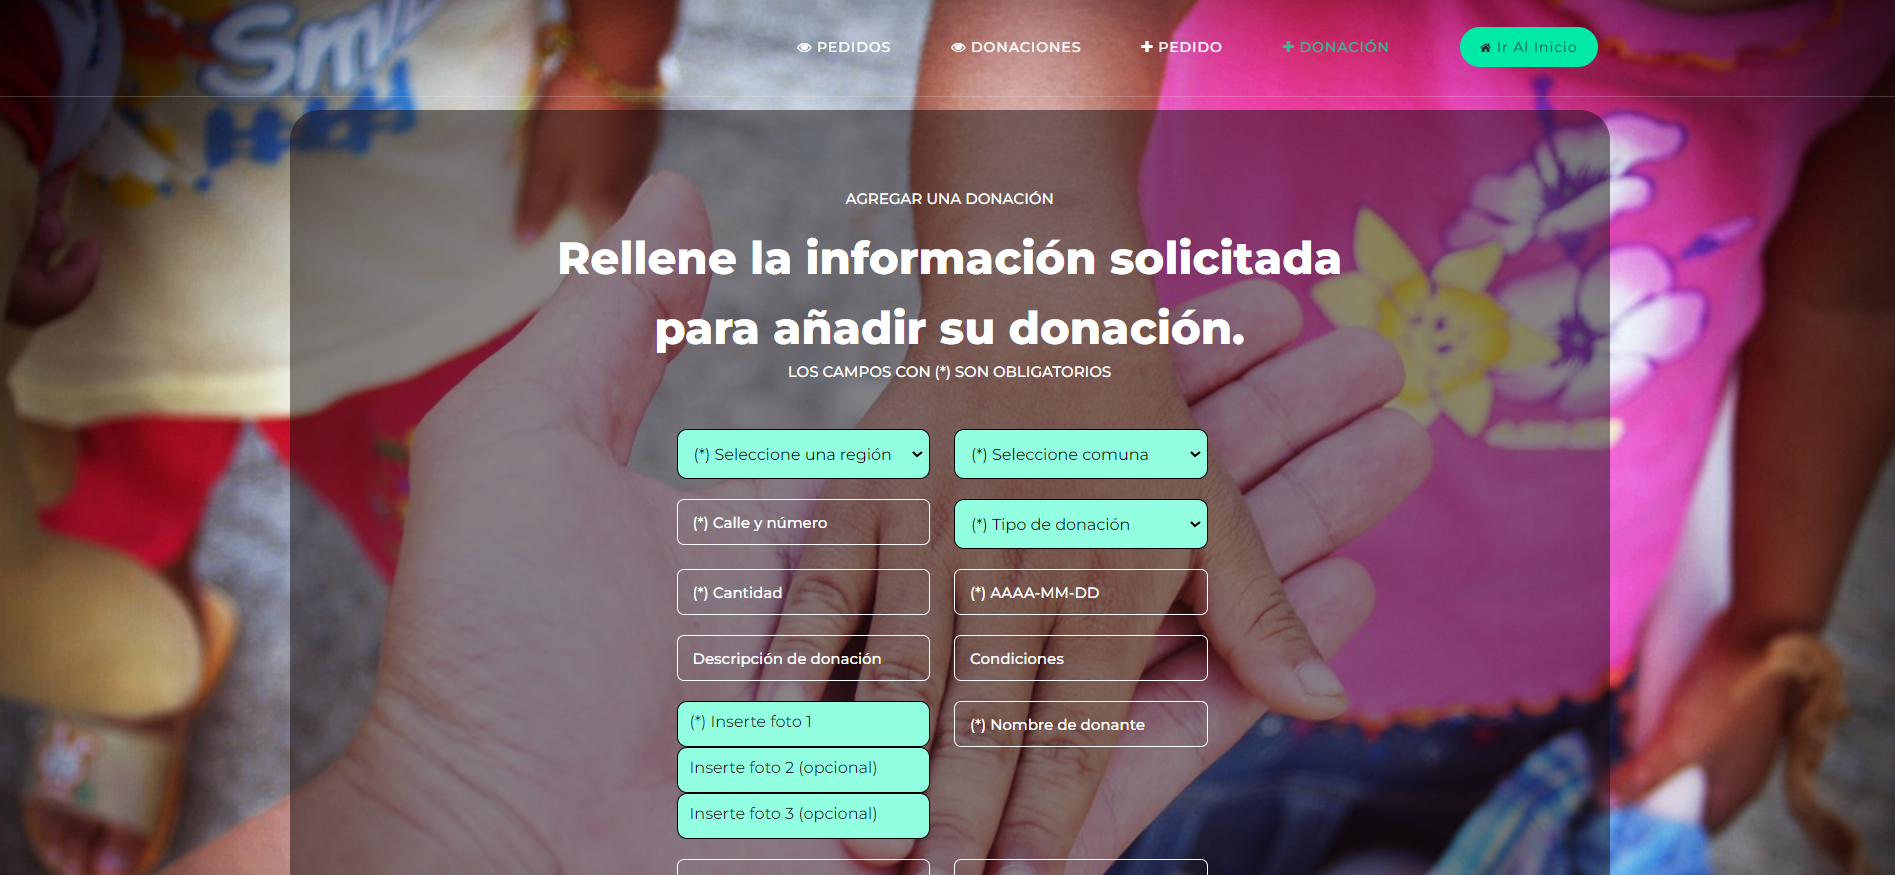 Smile
PEDIDOS
DONACIONES
PEDIDO
DONACIÓN
Ir Al Inicio
AGREGAR UNA DONACIÓN
Rellene la información solicitada
para añadir su donación.
LOS CAMPOS CON (*) SON OBLIGATORIOS
(*) Seleccione una región
(*) Seleccione comuna
(*) Calle y número
(*) Tipo de donación
(*) Cantidad
(*) AAAA-MM-DD
Descripción de donación
Condiciones
(*) Inserte foto 1
(*) Nombre de donante
Inserte foto 2 (opcional)
Inserte foto 3 (opcional)